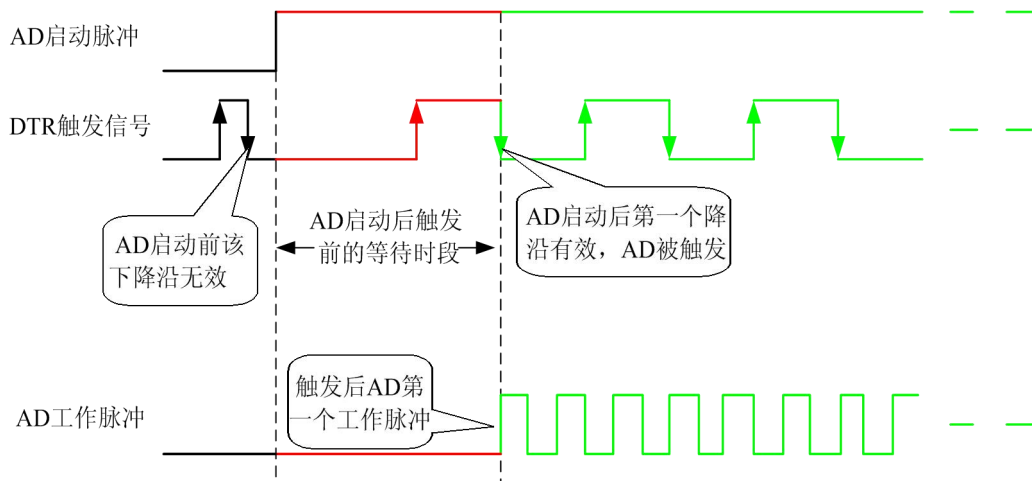 AD启动脉冲
DTR触发信号
AD启动前该
下降沿无效
AD启动后触发
前的等待时段
AD启动后第一个降
沿有效，AD被触发
触发后AD第
一个工作脉冲
AD工作脉冲